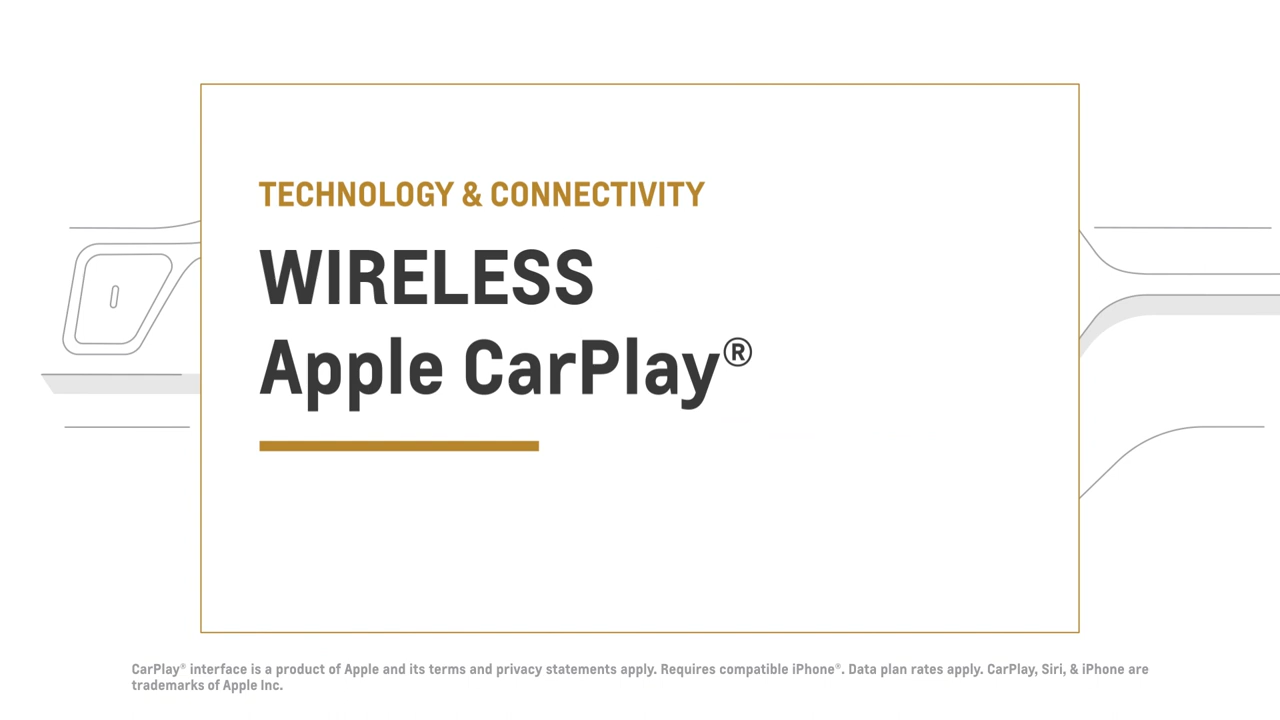 TECHNOLOGY & CONNECTIVITY
WIRELESS
Apple CarPlay®
CarPlay® interface is a product of Apple and its terms and privacy statements apply. Requires compatible iPhone®. Data plan rates apply. CarPlay, Siri, & iPhone are
trademarks of Apple Inc.